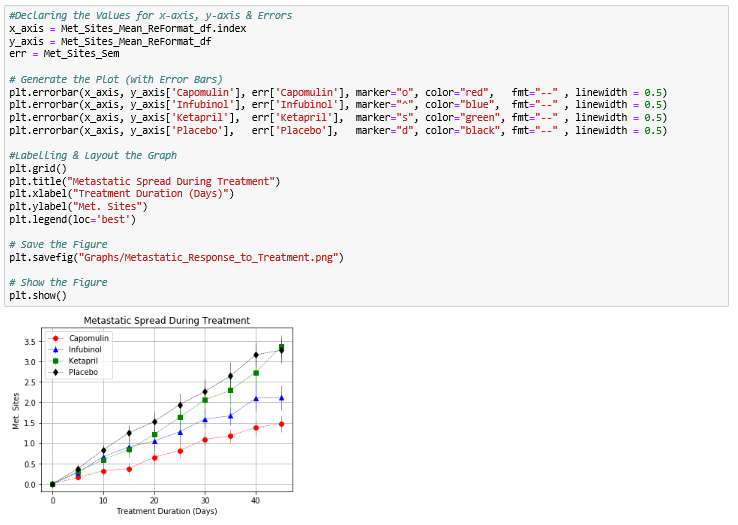 #Declaring the Values for x-axis, y-axis & Errors
x_axis = Met_Sites_Mean_ReFormat_df.index
y_axis = Met_Sites_Mean_ReFormat_df
err = Met_Sites_Sem
# Generate the Plot (with Error Bars)
plt.errorbar(x_axis, y_axis['Capomulin'], err['Capomulin'], marker="o", color="red",   fmt="--" , linewidth = 0.5)
plt.errorbar(x_axis, y_axis['Infubinol'], err['Infubinol'], marker="^", color="blue",  fmt="--" , linewidth = 0.5)
plt.errorbar(x_axis, y_axis['Ketapril'],  err['Ketapril'],  marker="s", color="green", fmt="--" , linewidth = 0.5)
plt.errorbar(x_axis, y_axis['Placebo'],   err['Placebo'],   marker="d", color="black", fmt="--" , linewidth = 0.5)
#Labelling & Layout the Graph
plt.grid()
plt.title("Metastatic Spread During Treatment")
plt.xlabel("Treatment Duration (Days)")
plt.ylabel("Met. Sites")
plt.legend(loc='best')
# Save the Figure
plt.savefig("Graphs/Metastatic_Response_to_Treatment.png")
# Show the Figure
plt.show()
Metastatic Spread During Treatment
Capomulin
Infubinol
Ketapril
Placebo
3.5
3.0
2.5
2.0
1.5
1.0
0.5
0.0
Met. Sites
0 10 20 30 40
Treatment Duration (Days)